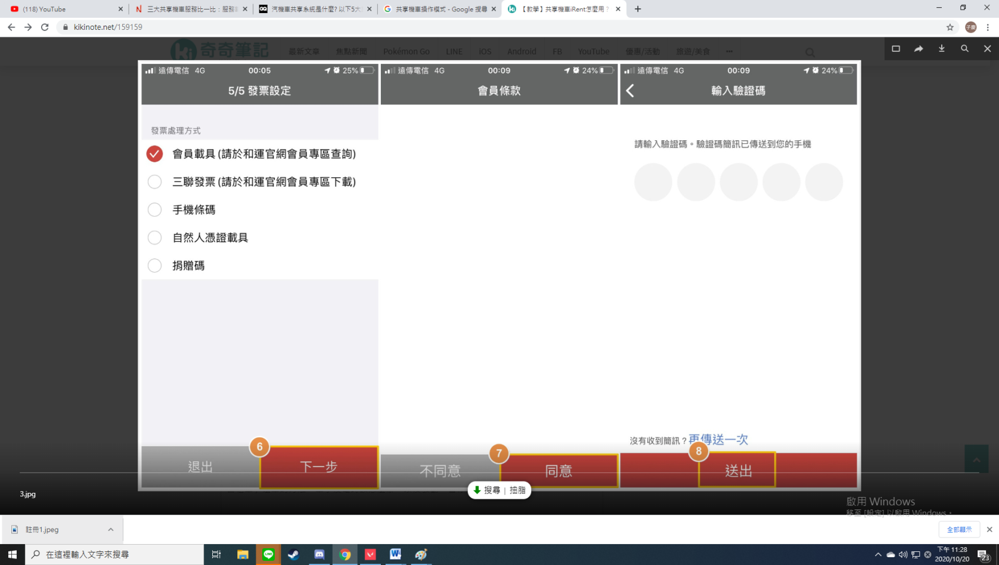 (118) YouTube
三大共享機車服務比一比：服務
汽機車共享系統是什麼? 以下5大
共享機車操作模式 - Google 搜尋
【教學】共享機車iRent怎麼用？
kikinote.net/159159
子慶
奇奇筆記
最新文章
焦點新聞
Pokémon Go
LINE
iOS
Android
FB
YouTube
優惠/活動
旅遊/美食
遠傳電信 4G
00:05
25%
5/5 發票設定
發票處理方式
會員載具 (請於和運官網會員專區查詢)
三聯發票 (請於和運官網會員專區下載)
手機條碼
自然人憑證載具
捐贈碼
6
退出
下一步
遠傳電信 4G
00:09
24%
會員條款
7
不同意
同意
遠傳電信 4G
00:09
24%
輸入驗證碼
請輸入驗證碼。驗證碼簡訊已傳送到您的手機
沒有收到簡訊？再傳送一次
8
送出
3.jpg
搜尋 | 抽脂
啟用 Windows
移至 [設定] 以啟用 Windows。
註冊1.jpeg
全部顯示
在這裡輸入文字來搜尋
下午 11:28
2020/10/20
23